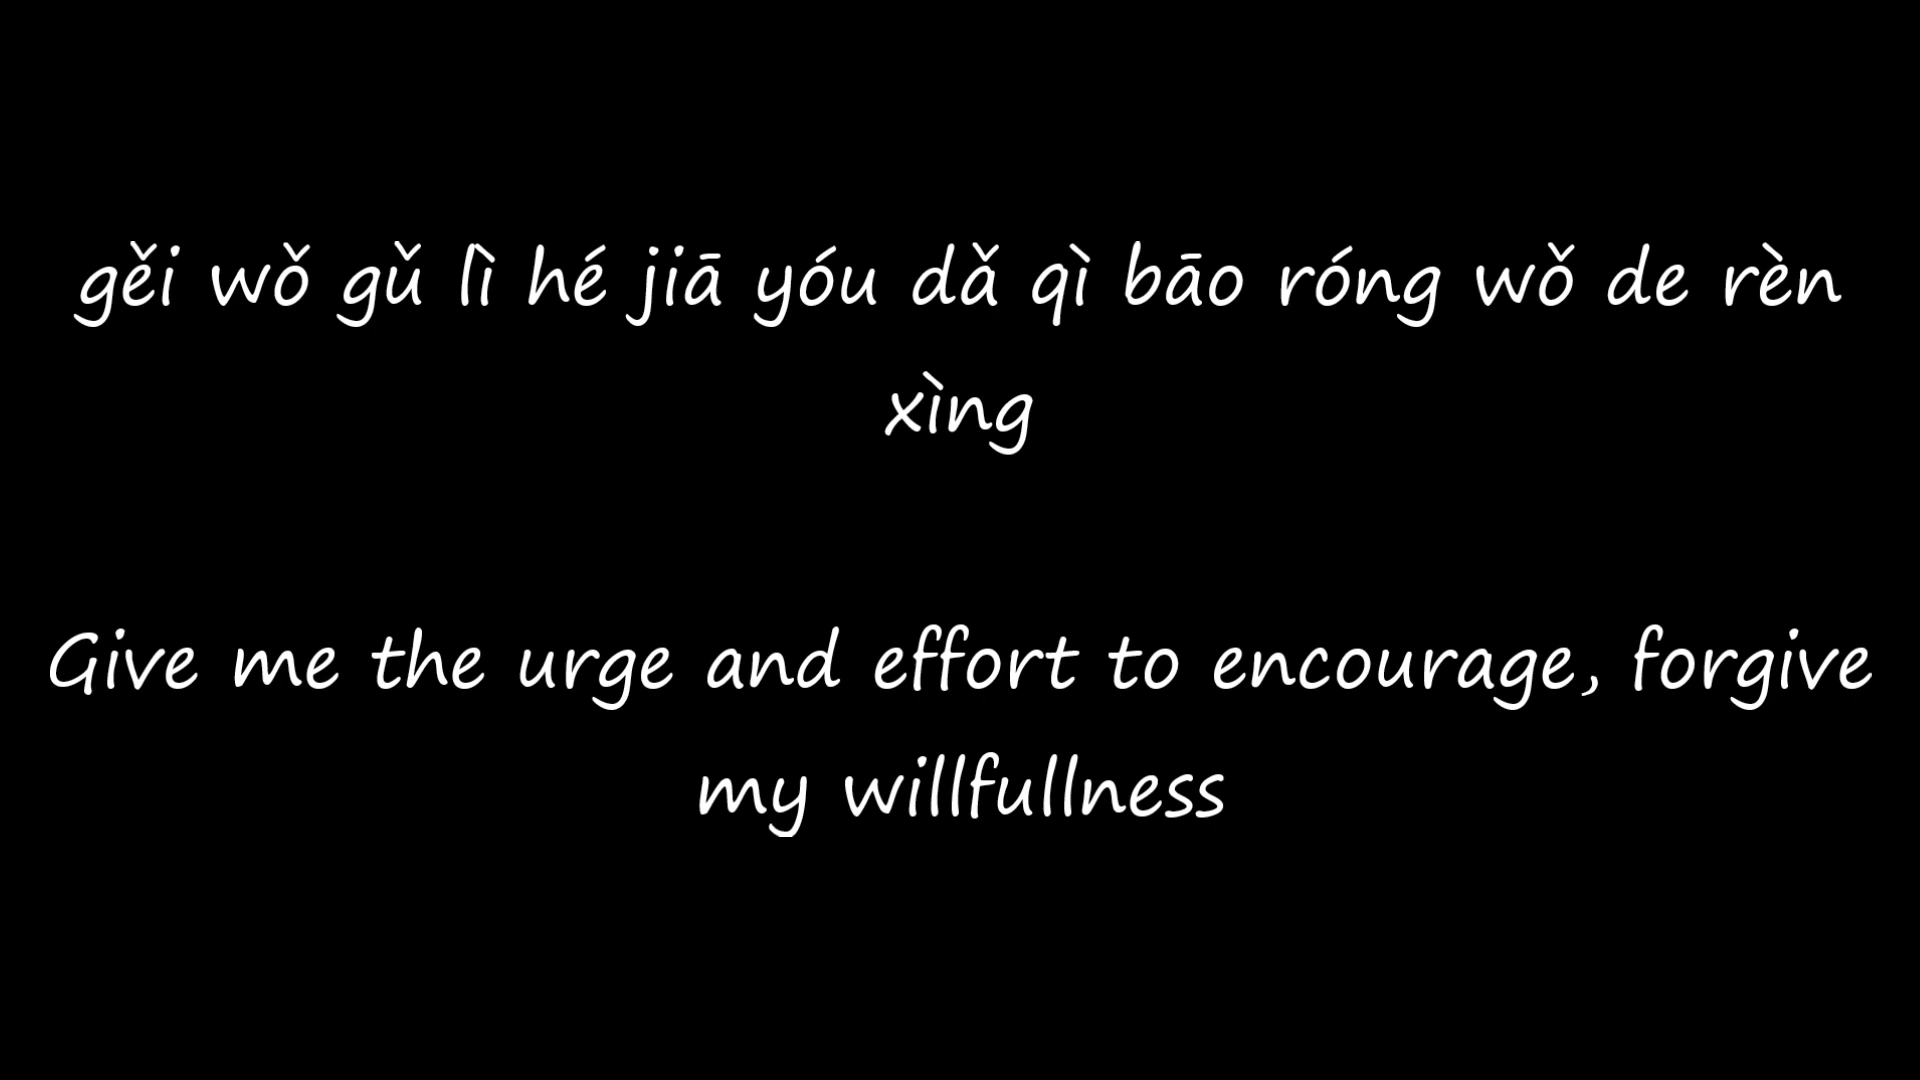 gěi wǒ gǔ lì hé jiā yóu dǎ qì bāo róng wǒ de rèn
xìng
Give me the urge and effort to encourage, forgive
my willfullness